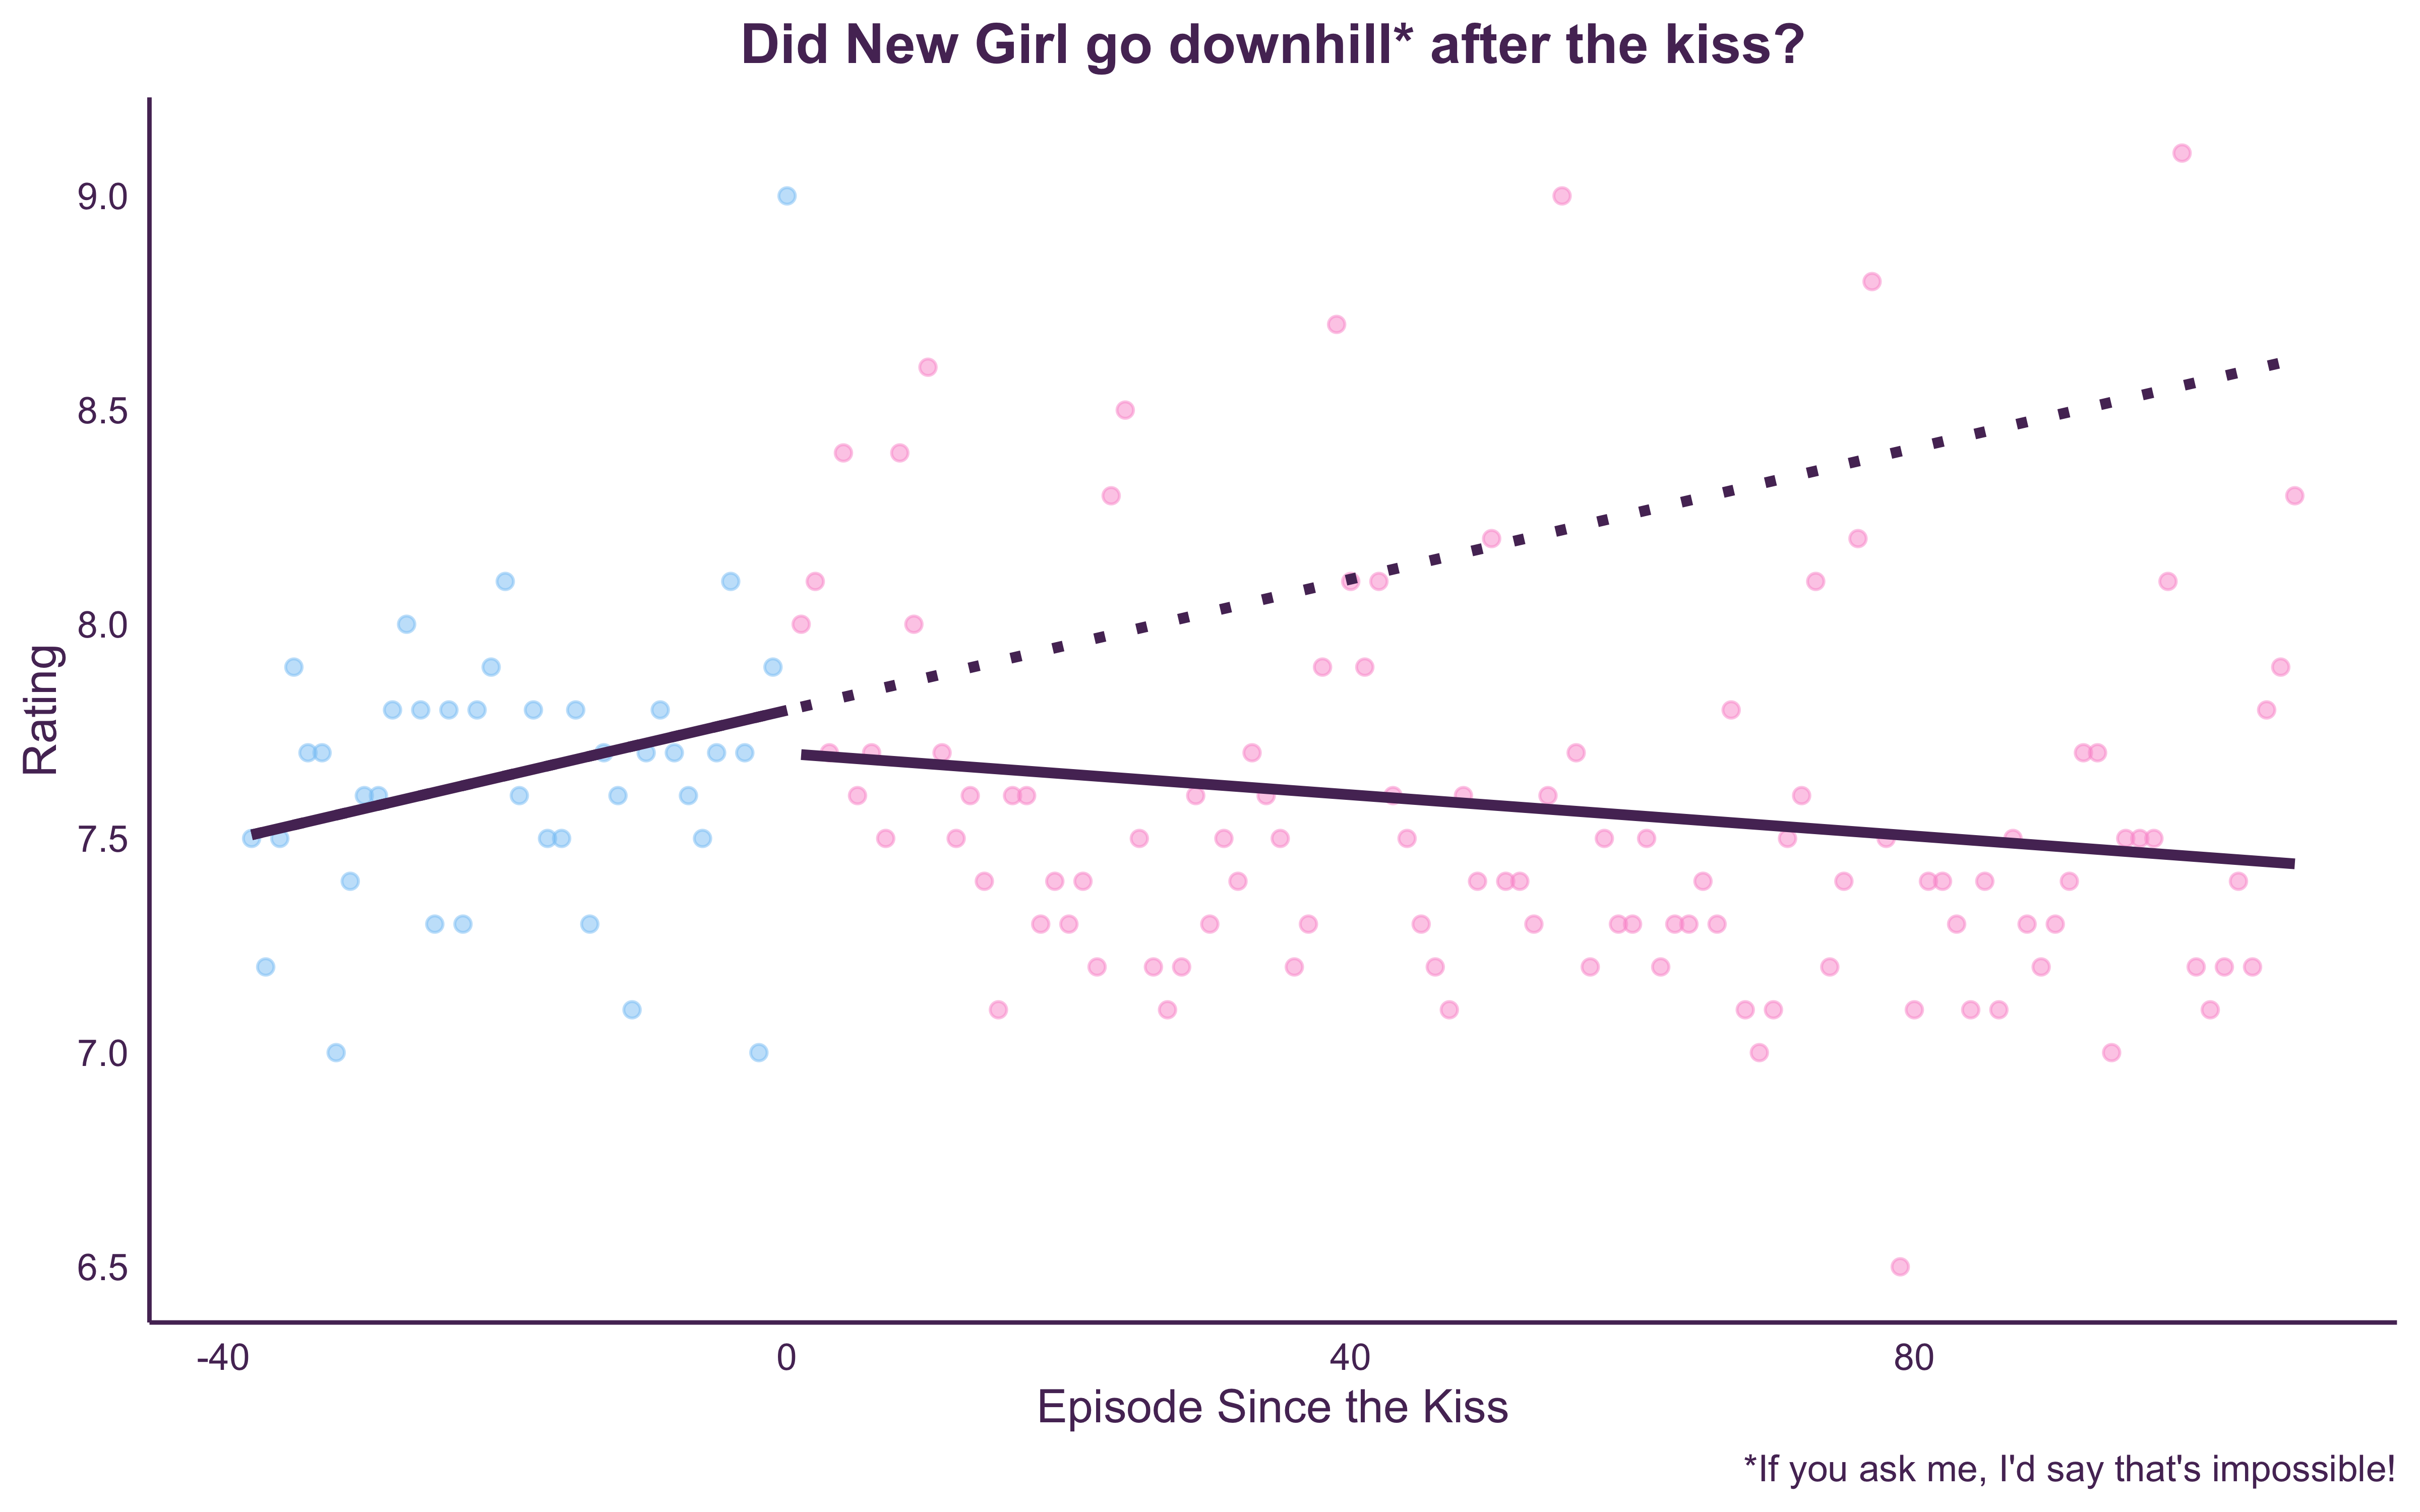 Did New Girl go downhill* after the kiss?
Rating
9.0
8.5
8.0
7.5
7.0
6.5
-40 0 40 80
Episode Since the Kiss
*If you ask me, I'd say that's impossible!